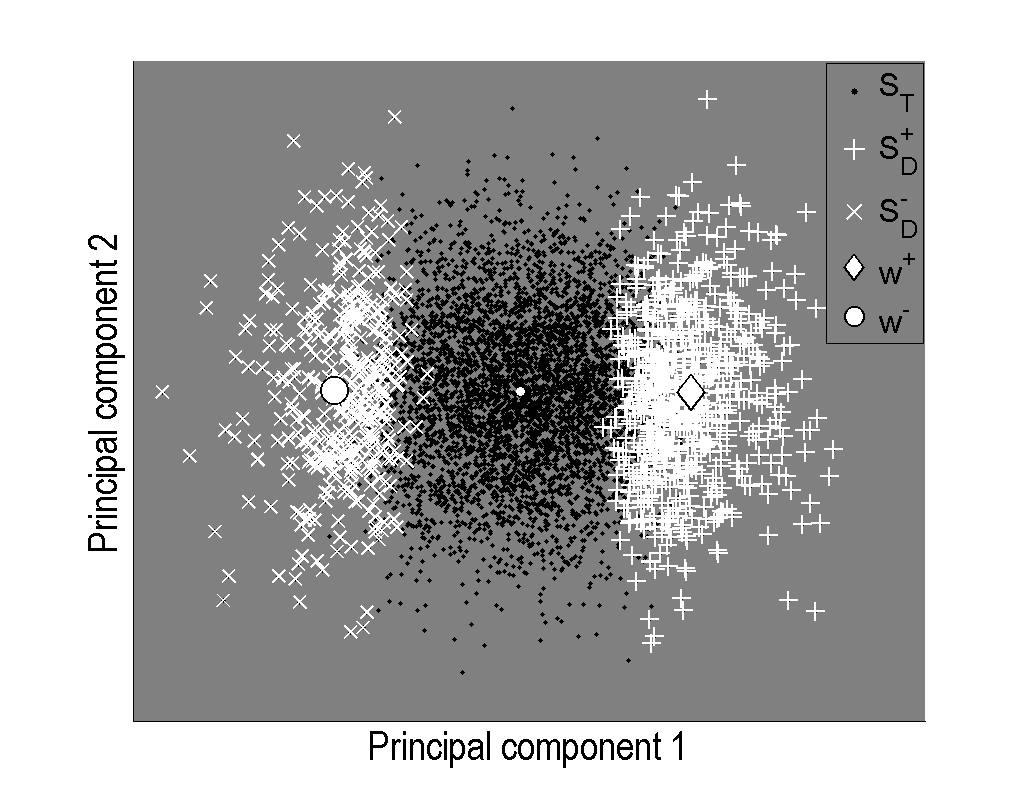 S_T
S_D^+
S_D^-
w^+
w^-
Principal component 2
Principal component 1